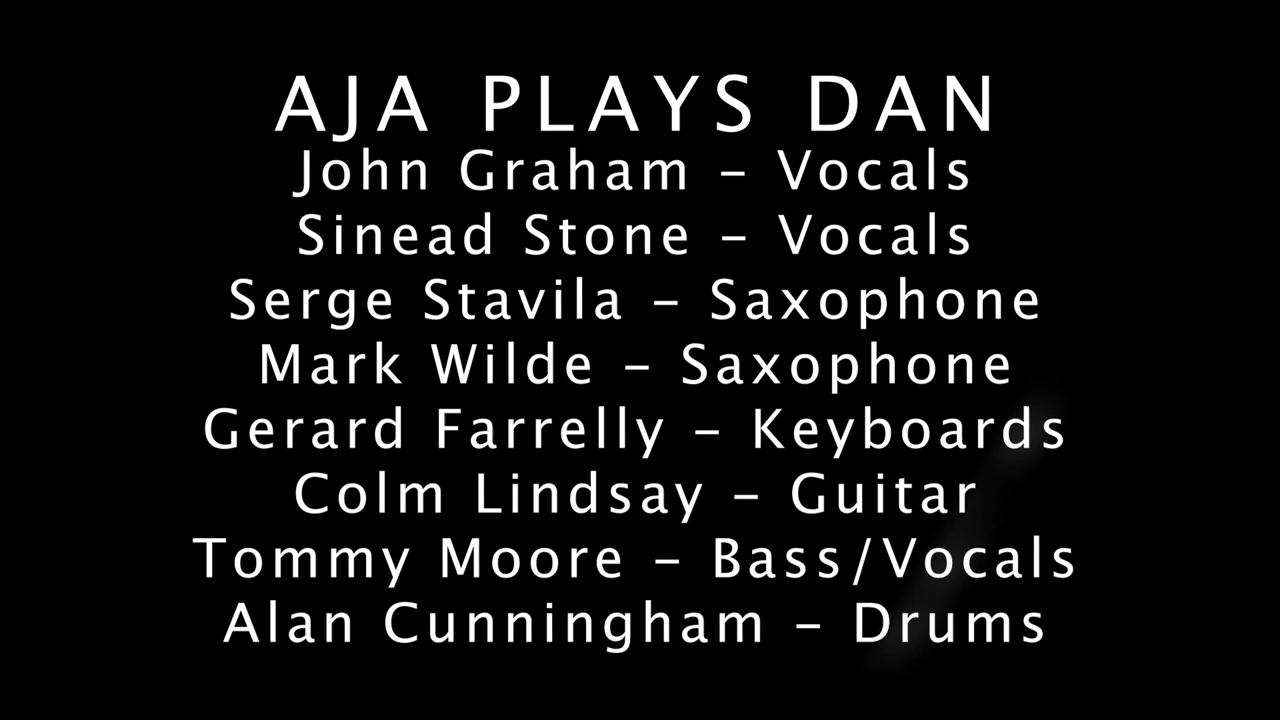 AJA PLAYS DAN
John Graham – Vocals
Sinead Stone – Vocals
Serge Stavila – Saxophone
Mark Wilde – Saxophone
Gerard Farrelly – Keyboards
Colm Lindsay – Guitar
Tommy Moore – Bass/Vocals
Alan Cunningham – Drums